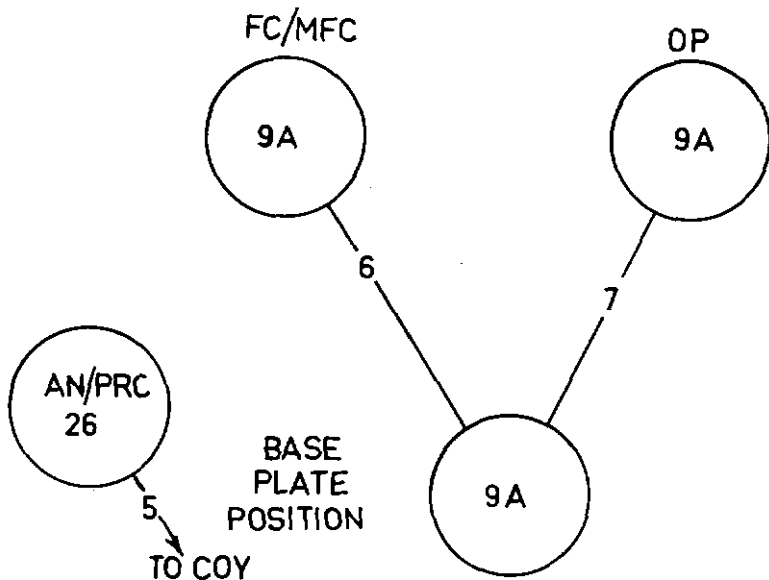 FC/MFC
OP
9A
9A
6
7
AN/PRC
26
5
TO COY
BASE
PLATE
POSITION
9A